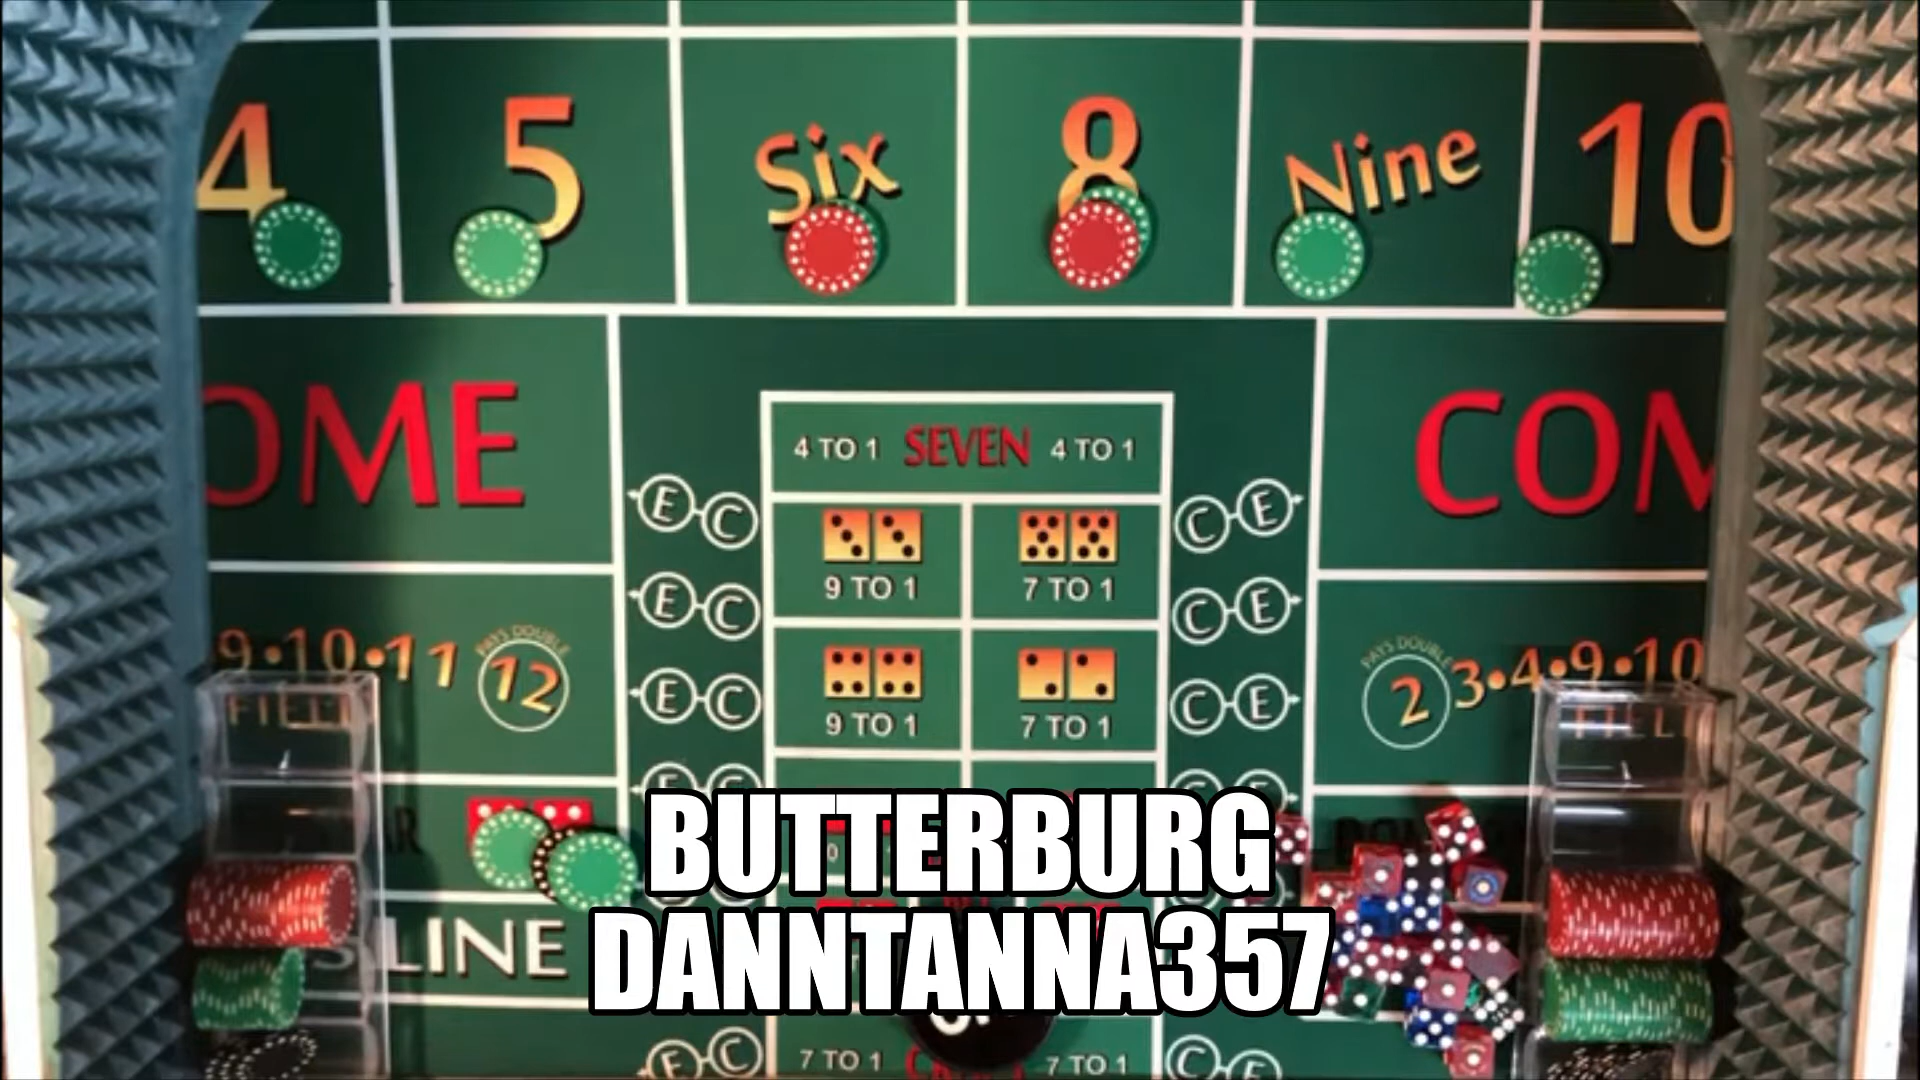 4 5 Six 8 Nine 10
OME
COM
4 TO 1 SEVEN 4 TO 1
E C
C E
9 TO 1 7 TO 1
E C
C E
9 • 10 • 11 PAYS DOUBLE 12
PAYS DOUBLE 2 3 • 4 • 9 • 10
FIELD
FIELD
E C
C E
9 TO 1 7 TO 1
E C
C E
BUTTERBURG
LINE
DANNTANNA357
E C
7 TO 1
7 TO 1
C E